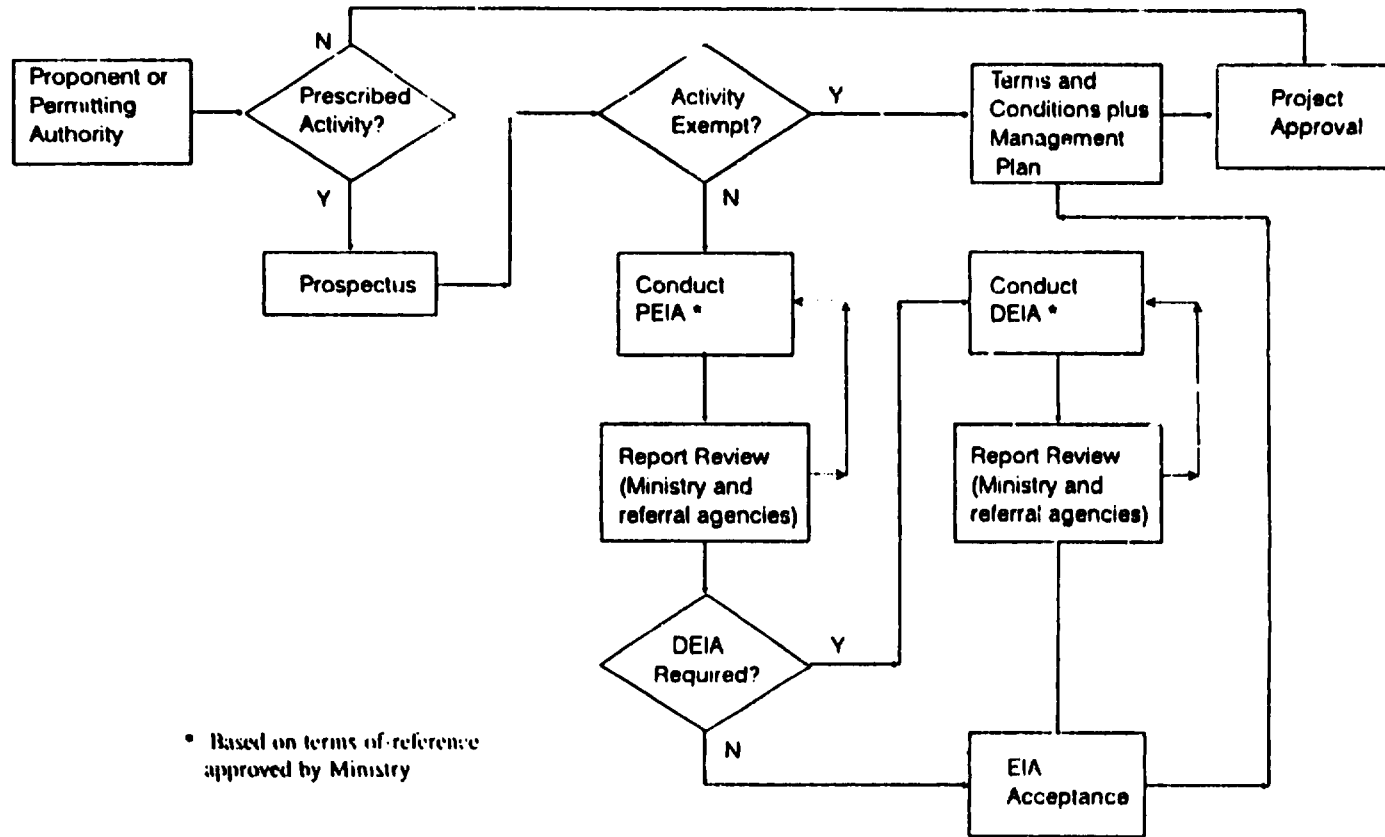 N
Proponent or
Permitting
Authority
Prescribed
Activity?
Y
Prospectus
Activity
Exempt?
Y
N
Terms and
Conditions plus
Management
Plan
Project
Approval
Conduct
PEIA *
Conduct
DEIA *
Report Review
(Ministry and
referral agencies)
Report Review
(Ministry and
referral agencies)
DEIA
Required?
Y
N
EIA
Acceptance
* Based on terms of-reference
approved by Ministry